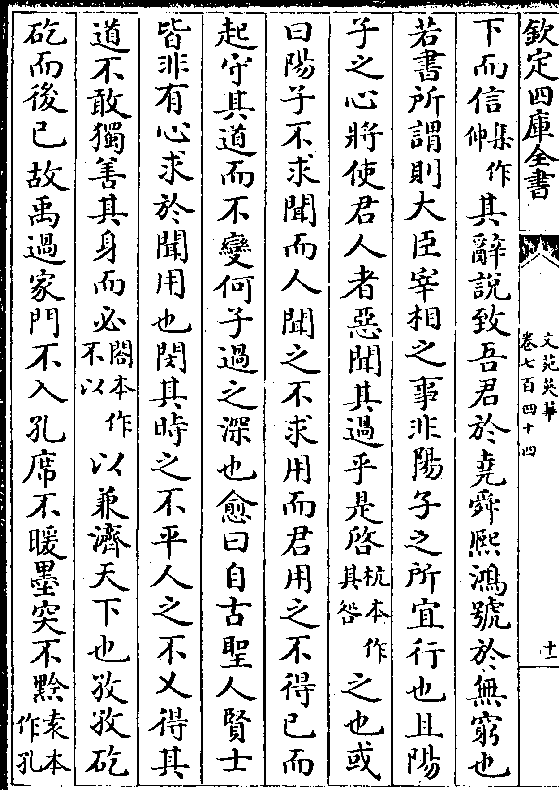 欽定四庫全書
文苑英華
卷七百四十四
十一
下而信集作伸其辭說致吾君於堯舜熙鴻號於無窮也
若書所謂則大臣宰相之事非陽子之所宜行也且陽
子之心將使君人者惡聞其過乎是啓杭本作其咎之也或
曰陽子不求聞而人聞之不求用而君用之不得已而
起守其道而不變何子過之深也愈曰自古聖人賢士
皆非有心求於聞用也閔其時之不平人之不乂得其
道不敢獨善其身而必閣本作不以以兼濟天下也孜孜矻
矻而後已故禹過家門不入孔席不暖墨突不黔袁本作孔